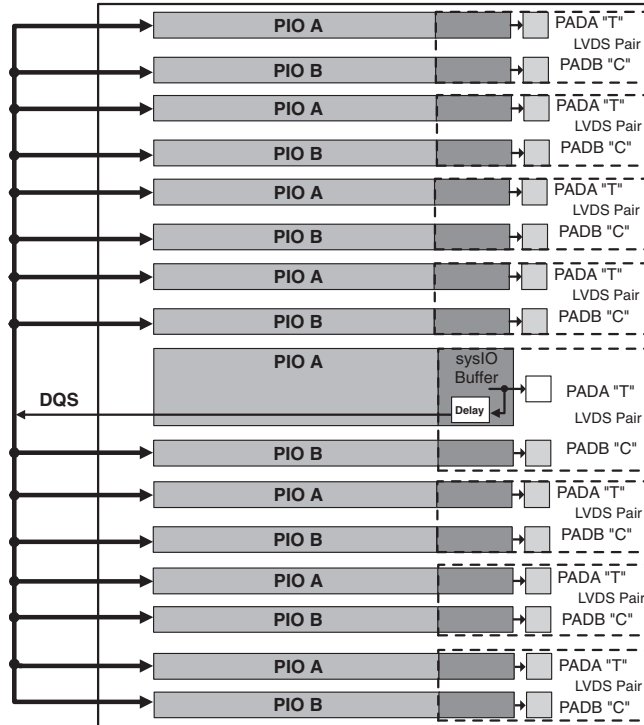 PIO A PADA "T"
LVDS Pair
PIO B PADB "C"
PIO A PADA "T"
LVDS Pair
PIO B PADB "C"
PIO A PADA "T"
LVDS Pair
PIO B PADB "C"
PIO A PADA "T"
LVDS Pair
PIO B PADB "C"
PIO A sysIO
Buffer
PADA "T"
DQS Delay
LVDS Pair
PIO B PADB "C"
PIO A PADA "T"
LVDS Pair
PIO B PADB "C"
PIO A PADA "T"
LVDS Pair
PIO B PADB "C"
PIO A PADA "T"
LVDS Pair
PIO B PADB "C"